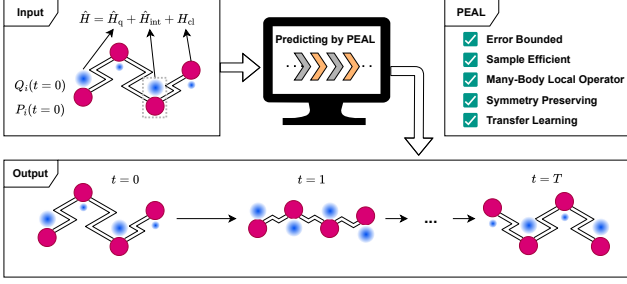 Input
Ĥ = Ĥ_q + Ĥ_int + H_cl
Q_i(t = 0)
P_i(t = 0)
Predicting by PEAL
PEAL
Error Bounded
Sample Efficient
Many-Body Local Operator
Symmetry Preserving
Transfer Learning
Output
t = 0
t = 1
...
t = T